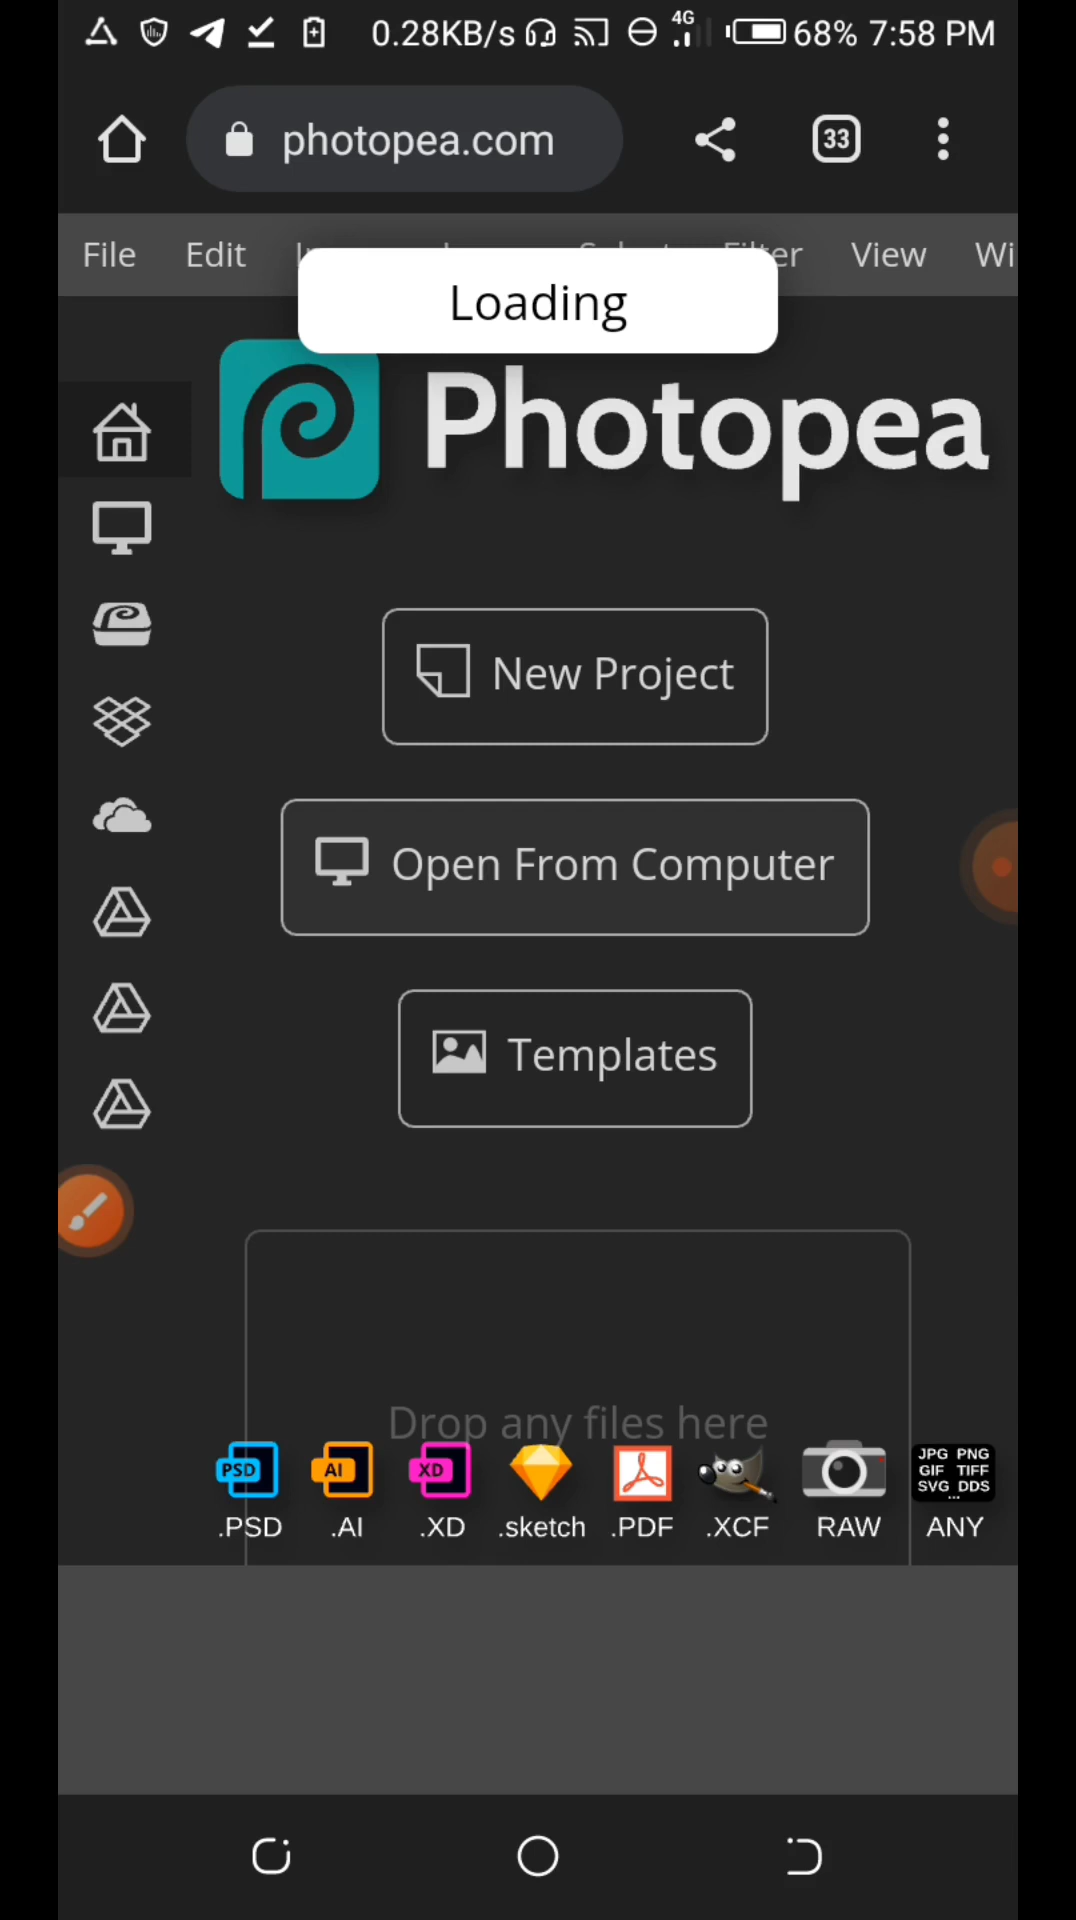 0.28KB/s 4G 68% 7:58 PM
photopea.com 33
File Edit View Wi
Loading
Photopea
New Project
Open From Computer
Templates
Drop any files here
PSD AI XD JPG PNG GIF TIFF SVG DDS ...
.PSD .AI .XD .sketch .PDF .XCF RAW ANY